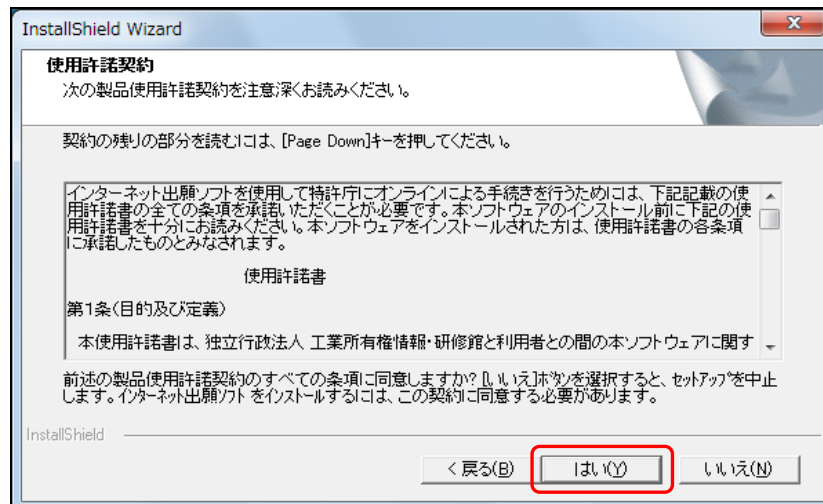 InstallShield Wizard
使用許諾契約
次の製品使用許諾契約を注意深くお読みください。
契約の残りの部分を読むには、[Page Down]キーを押してください。
インターネット出願ソフトを使用して特許庁にオンラインによる手続きを行うためには、下記記載の使
用許諾書の全ての条項を承諾いただくことが必要です。本ソフトウェアのインストール前に下記の使
用許諾書を十分にお読みください。本ソフトウェアをインストールされた方は、使用許諾書の各条項
に承諾したものとみなされます。
使用許諾書
第1条(目的及び定義)
本使用許諾書は、独立行政法人 工業所有権情報・研修館と利用者との間の本ソフトウェアに関す
前述の製品使用許諾契約のすべての条項に同意しますか? [いいえ]ボタンを選択すると、セットアップを中止
します。インターネット出願ソフト をインストールするには、この契約に同意する必要があります。
InstallShield
< 戻る(B)
はい(Y)
いいえ(N)